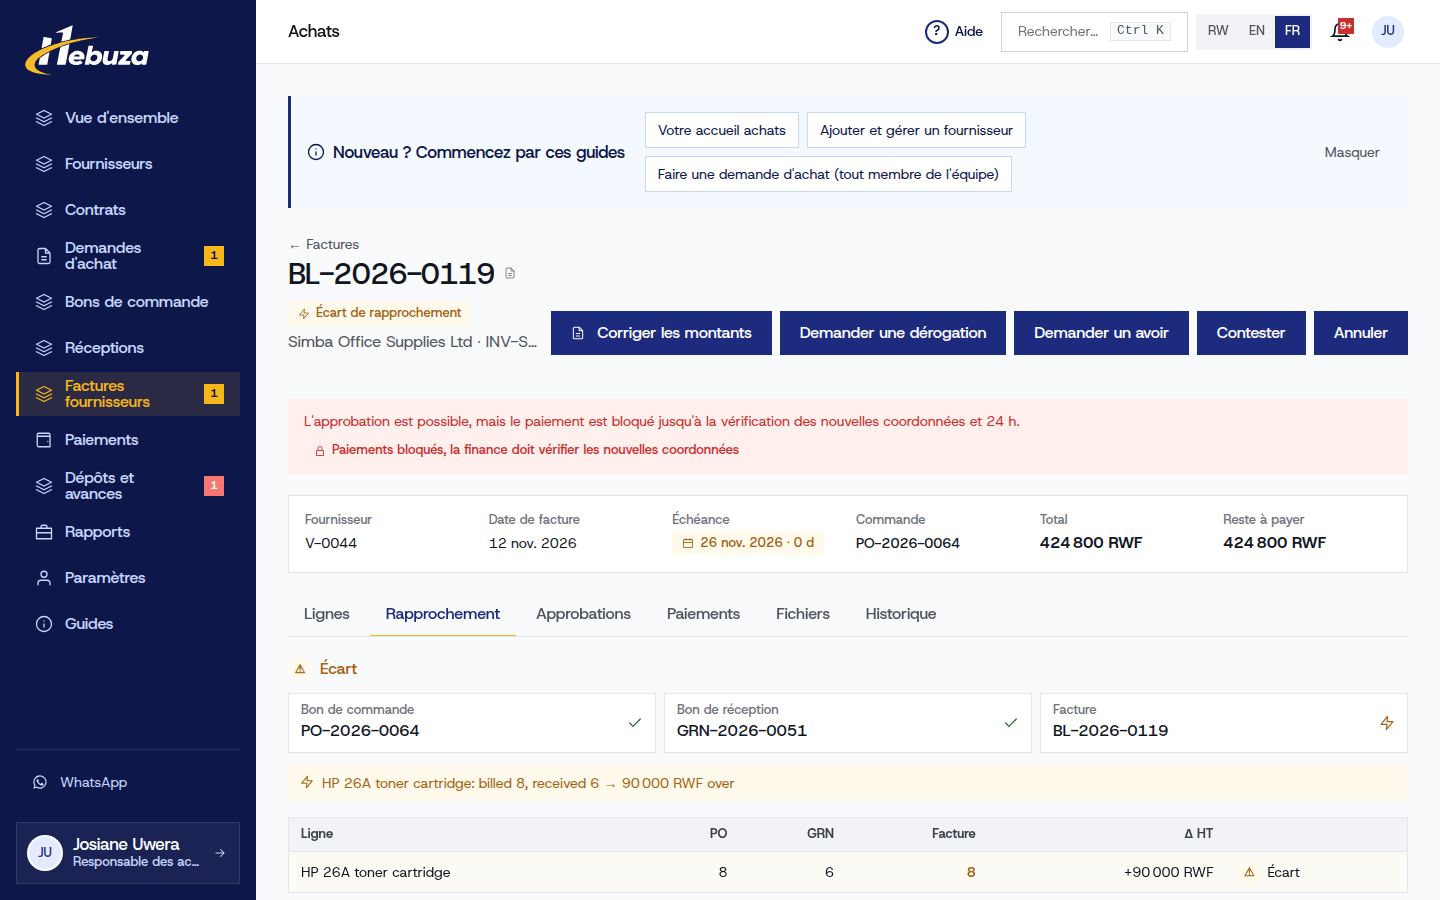 Hebuza
Vue d'ensemble
Fournisseurs
Contrats
Demandes
d'achat
1
Bons de commande
Réceptions
Factures
fournisseurs
1
Paiements
Dépôts et
avances
1
Rapports
Paramètres
Guides
WhatsApp
JU
Josiane Uwera
Responsable des ac…
Achats
? Aide
Rechercher… Ctrl K
RW EN FR
9+
JU
Nouveau ? Commencez par ces guides
Votre accueil achats
Ajouter et gérer un fournisseur
Faire une demande d'achat (tout membre de l'équipe)
Masquer
← Factures
BL-2026-0119
Écart de rapprochement
Simba Office Supplies Ltd · INV-S…
Corriger les montants
Demander une dérogation
Demander un avoir
Contester
Annuler
L'approbation est possible, mais le paiement est bloqué jusqu'à la vérification des nouvelles coordonnées et 24 h.
Paiements bloqués, la finance doit vérifier les nouvelles coordonnées
Fournisseur Date de facture Échéance Commande Total Reste à payer
V-0044 12 nov. 2026 26 nov. 2026 · 0 d PO-2026-0064 424 800 RWF 424 800 RWF
Lignes Rapprochement Approbations Paiements Fichiers Historique
Écart
Bon de commande
PO-2026-0064
Bon de réception
GRN-2026-0051
Facture
BL-2026-0119
HP 26A toner cartridge: billed 8, received 6 → 90 000 RWF over
Ligne PO GRN Facture Δ HT
HP 26A toner cartridge 8 6 8 +90 000 RWF Écart